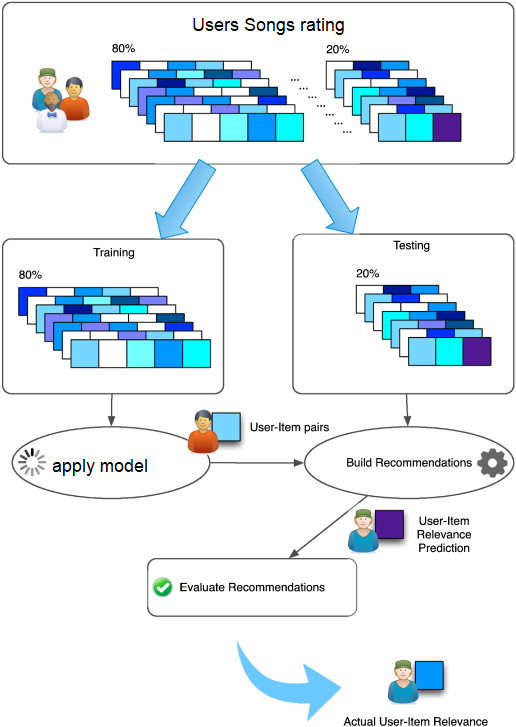 Users Songs rating
80%
20%
...
...
...
...
...
...
Training
Testing
80%
20%
User-Item pairs
apply model
Build Recommendations
User-Item
Relevance
Prediction
Evaluate Recommendations
Actual User-Item Relevance